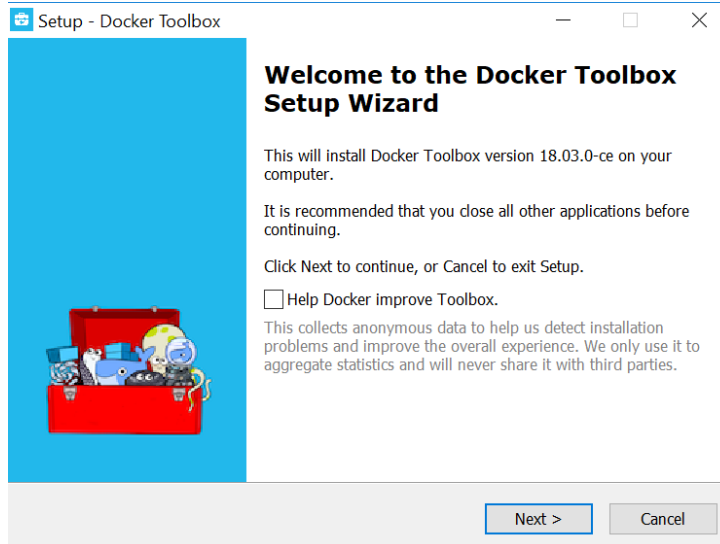 Setup - Docker Toolbox
Welcome to the Docker Toolbox
Setup Wizard
This will install Docker Toolbox version 18.03.0-ce on your
computer.
It is recommended that you close all other applications before
continuing.
Click Next to continue, or Cancel to exit Setup.
Help Docker improve Toolbox.
This collects anonymous data to help us detect installation
problems and improve the overall experience. We only use it to
aggregate statistics and will never share it with third parties.
Next >
Cancel